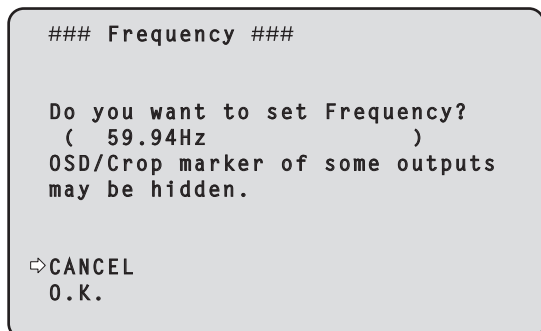 ### Frequency ###
Do you want to set Frequency?
( 59.94Hz )
OSD/Crop marker of some outputs
may be hidden.
⇨CANCEL
O.K.